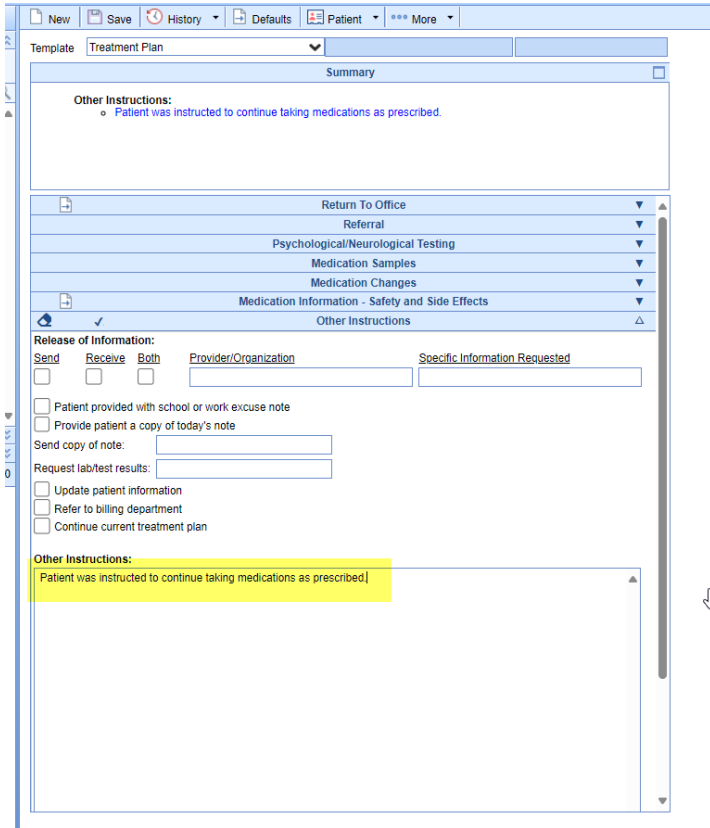 New Save History Defaults Patient More
Template Treatment Plan
Summary
Other Instructions:
Patient was instructed to continue taking medications as prescribed.
Return To Office
Referral
Psychological/Neurological Testing
Medication Samples
Medication Changes
Medication Information - Safety and Side Effects
Other Instructions
Release of Information:
Send Receive Both Provider/Organization Specific Information Requested
Patient provided with school or work excuse note
Provide patient a copy of today's note
Send copy of note:
Request lab/test results:
0
Update patient information
Refer to billing department
Continue current treatment plan
Other Instructions:
Patient was instructed to continue taking medications as prescribed.